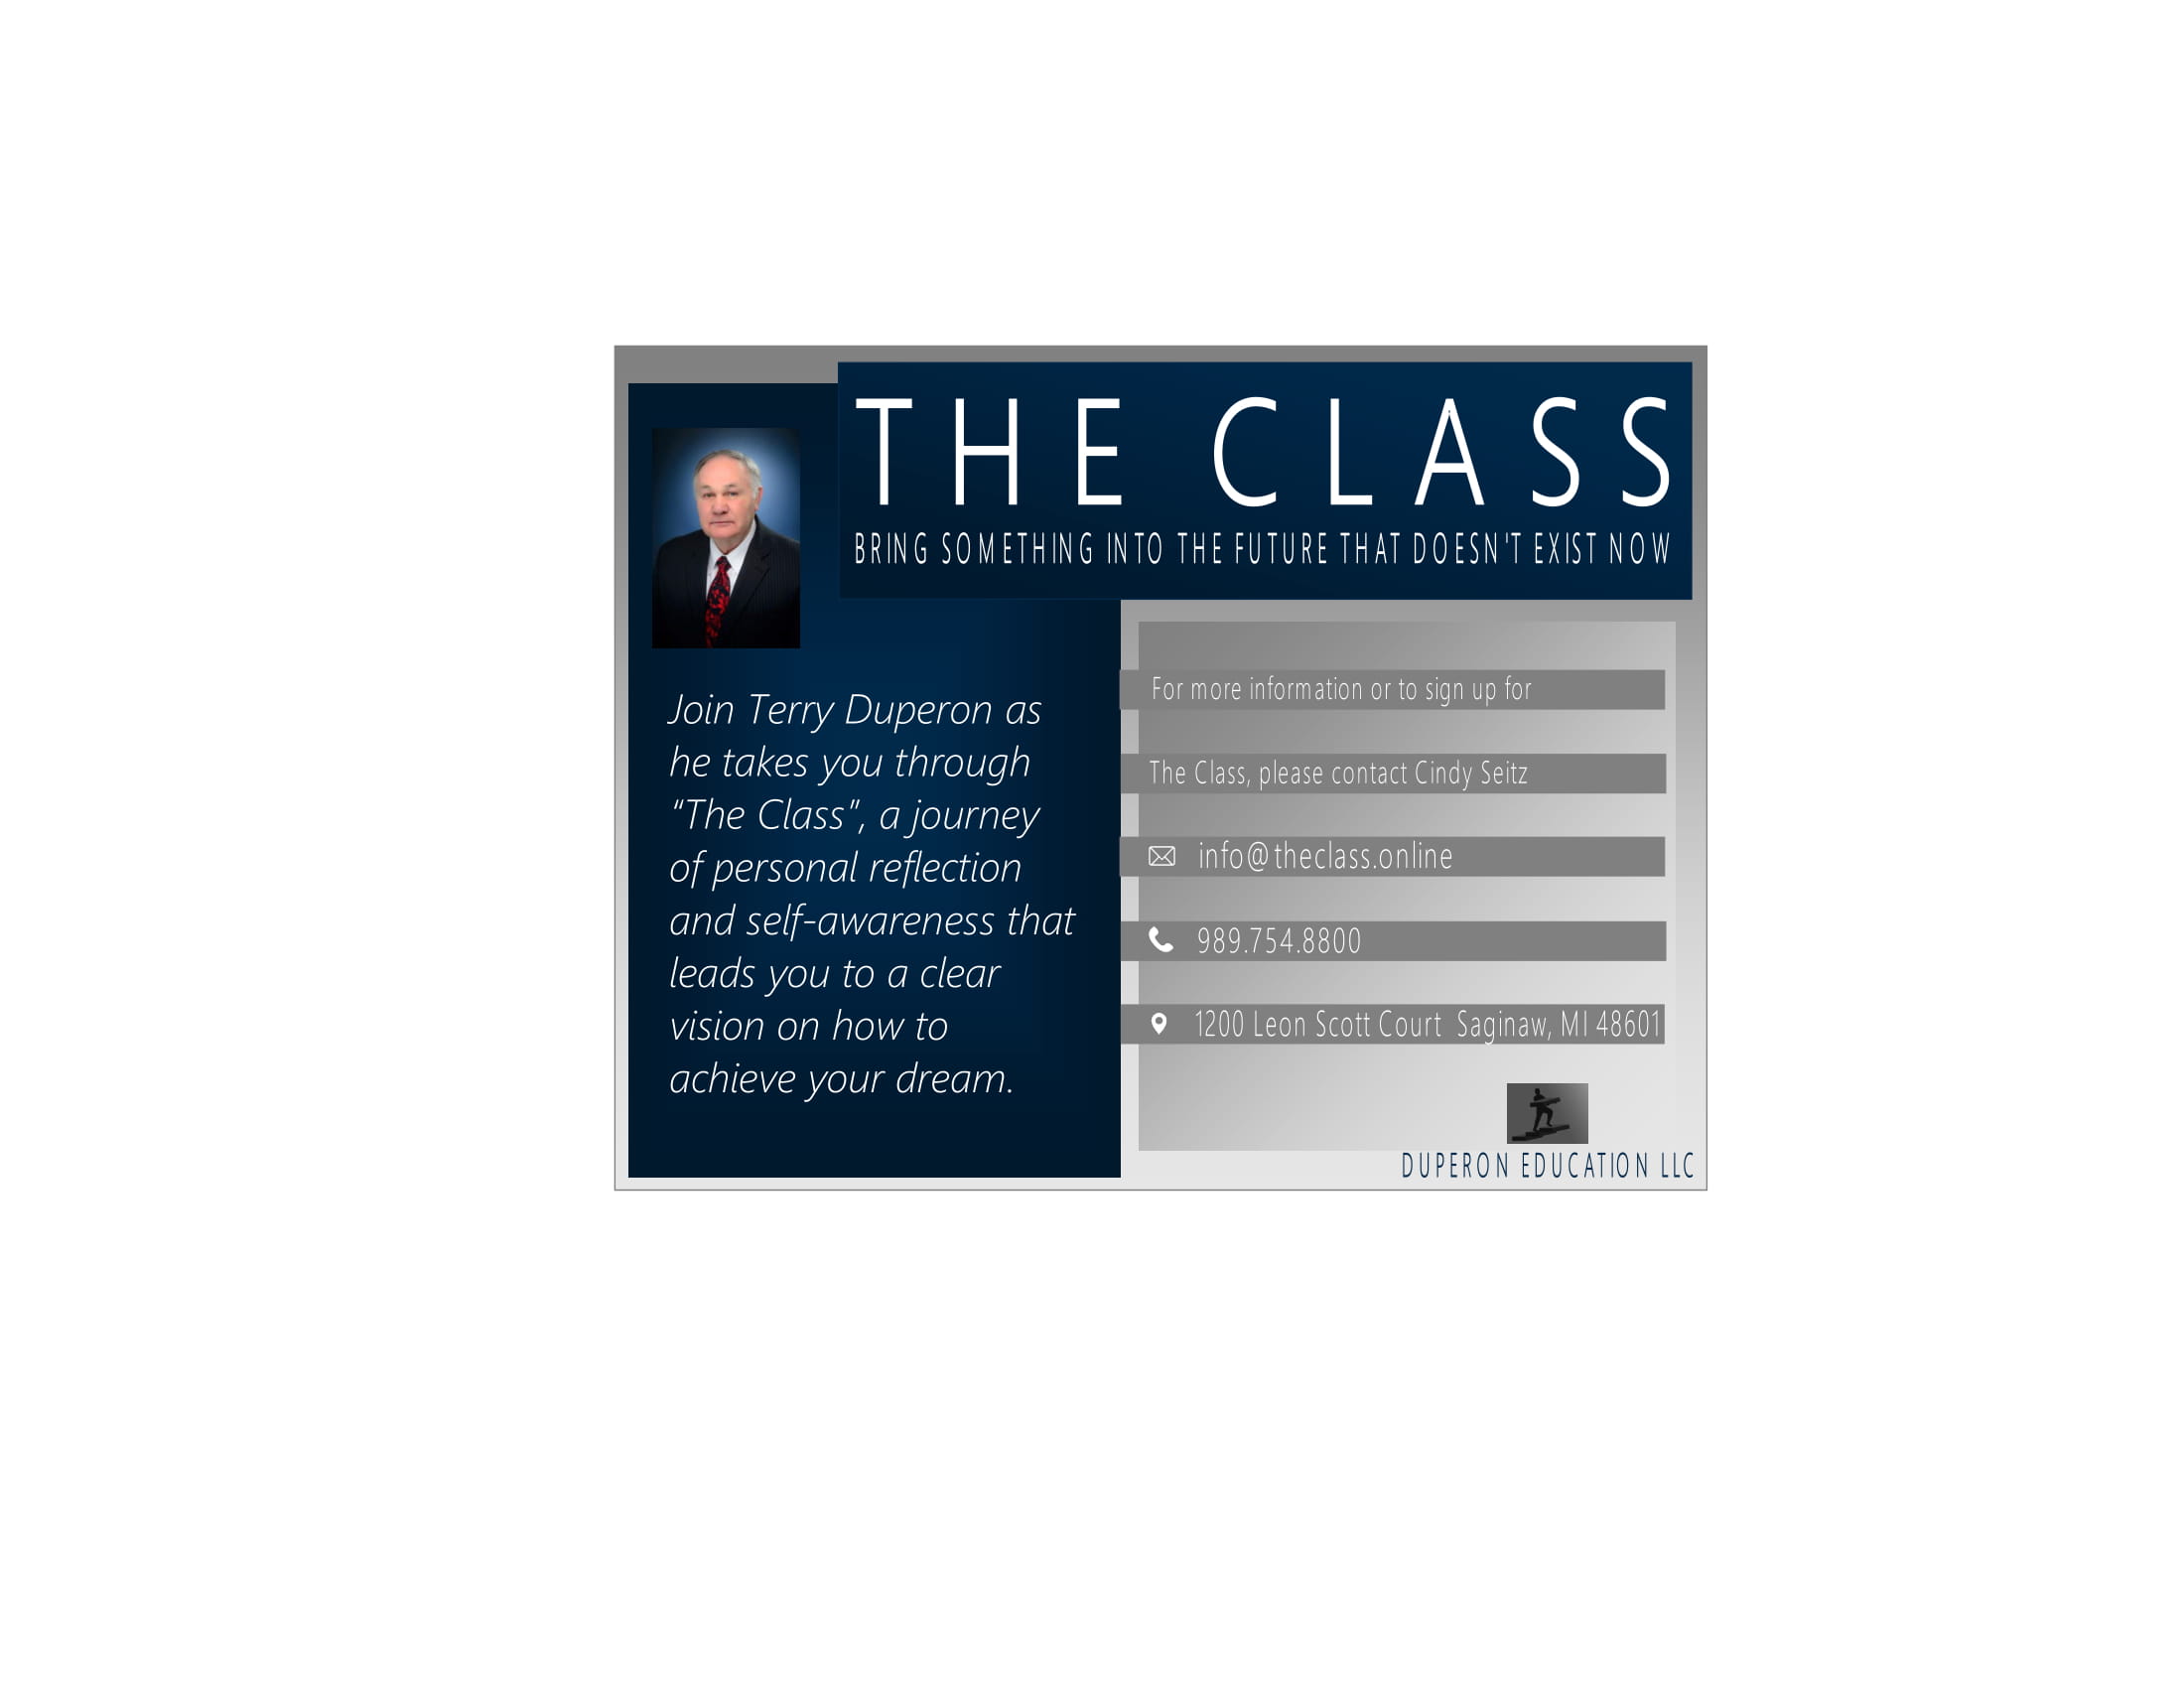 THE CLASS
BRING SOMETHING INTO THE FUTURE THAT DOESN'T EXIST NOW
Join Terry Duperon as
he takes you through
“The Class”, a journey
of personal reflection
and self-awareness that
leads you to a clear
vision on how to
achieve your dream.
For more information or to sign up for
The Class, please contact Cindy Seitz
info@theclass.online
989.754.8800
1200 Leon Scott Court  Saginaw, MI 48601
DUPERON EDUCATION LLC